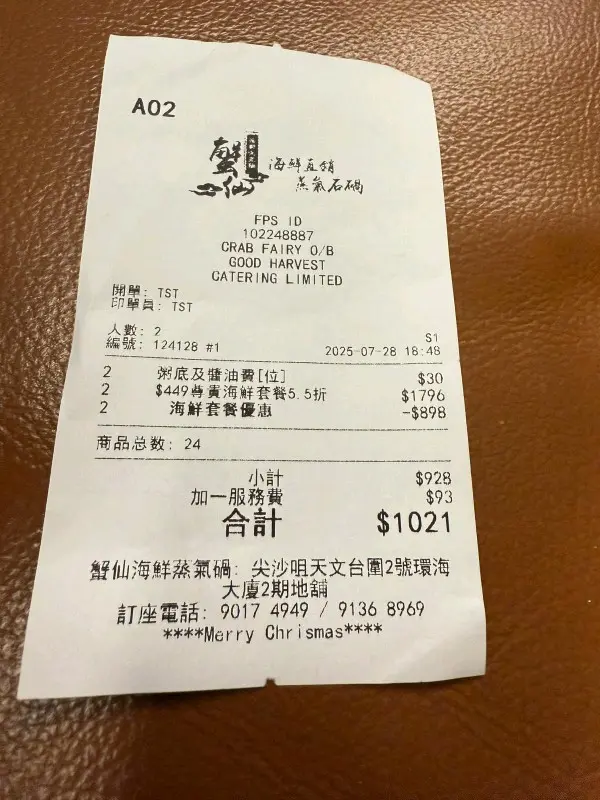 A02
蟹仙
海鮮直銷
蒸氣石鍋
FPS ID
102248887
CRAB FAIRY O/B
GOOD HARVEST
CATERING LIMITED
開單: TST
印單員: TST
人數: 2 S1
編號: 124128 #1 2025-07-28 18:48
2 粥底及醬油費[位] $30
2 $449尊貴海鮮套餐5.5折 $1796
2 海鮮套餐優惠 -$898
商品总数: 24
小計 $928
加一服務費 $93
合計 $1021
蟹仙海鮮蒸氣鍋: 尖沙咀天文台圍2號環海
大廈2期地舖
訂座電話: 9017 4949 / 9136 8969
****Merry Chrismas****